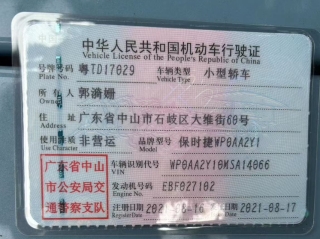 中华人民共和国机动车行驶证
Vehicle License of the People's Republic of China
号牌号码 粤TD17029 车辆类型 小型轿车
Plate No. Vehicle Type
所有人 郭满姗
Owner
住址 广东省中山市石岐区大维街68号
Address
使用性质 非营运 品牌型号 保时捷WP0AA2Y1
Use Character Model
广东省中山
市公安局交
通警察支队
车辆识别代号 WP0AA2Y10MSA14066
VIN
发动机号码 EBF027102
Engine No.
注册日期 发证日期 2021-08-17
Register Date Issue Date